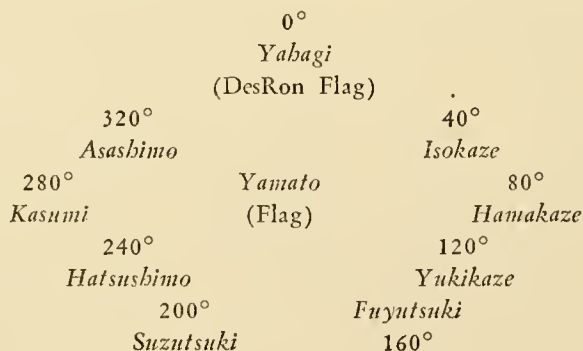 0°
Yahagi
(DesRon Flag)
320° 40°
Asashimo Isokaze
280° Yamato 80°
Kasumi (Flag) Hamakaze
240° 120°
Hatsushimo Yukikaze
200° Fuyutsuki
Suzutsuki 160°